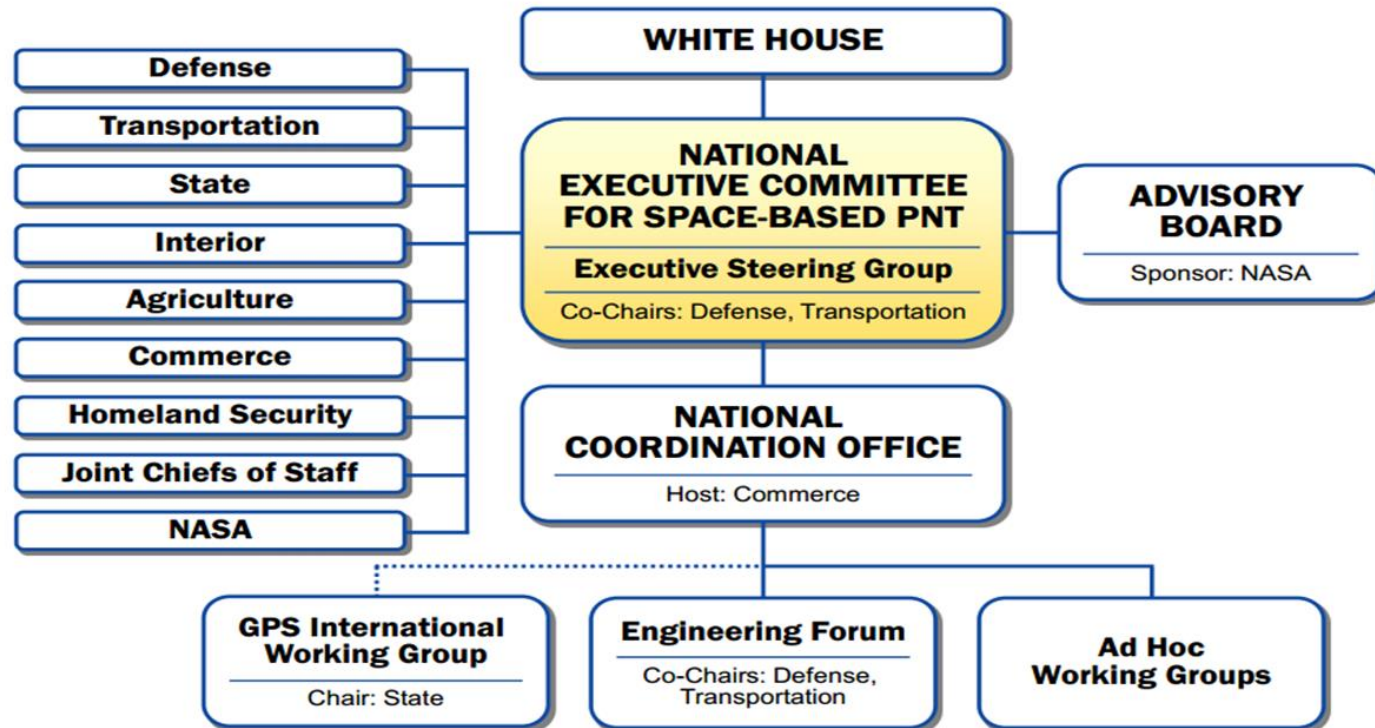 WHITE HOUSE
Defense
Transportation
State
Interior
Agriculture
Commerce
Homeland Security
Joint Chiefs of Staff
NASA
NATIONAL
EXECUTIVE COMMITTEE
FOR SPACE-BASED PNT
Executive Steering Group
Co-Chairs: Defense, Transportation
ADVISORY
BOARD
Sponsor: NASA
NATIONAL
COORDINATION OFFICE
Host: Commerce
GPS International
Working Group
Chair: State
Engineering Forum
Co-Chairs: Defense,
Transportation
Ad Hoc
Working Groups